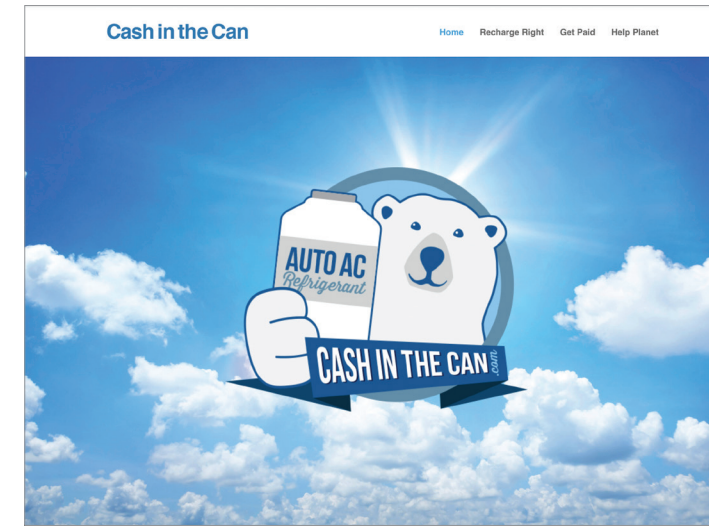 Cash in the Can
Home Recharge Right Get Paid Help Planet
AUTO AC
Refrigerant
CASH IN THE CAN .com